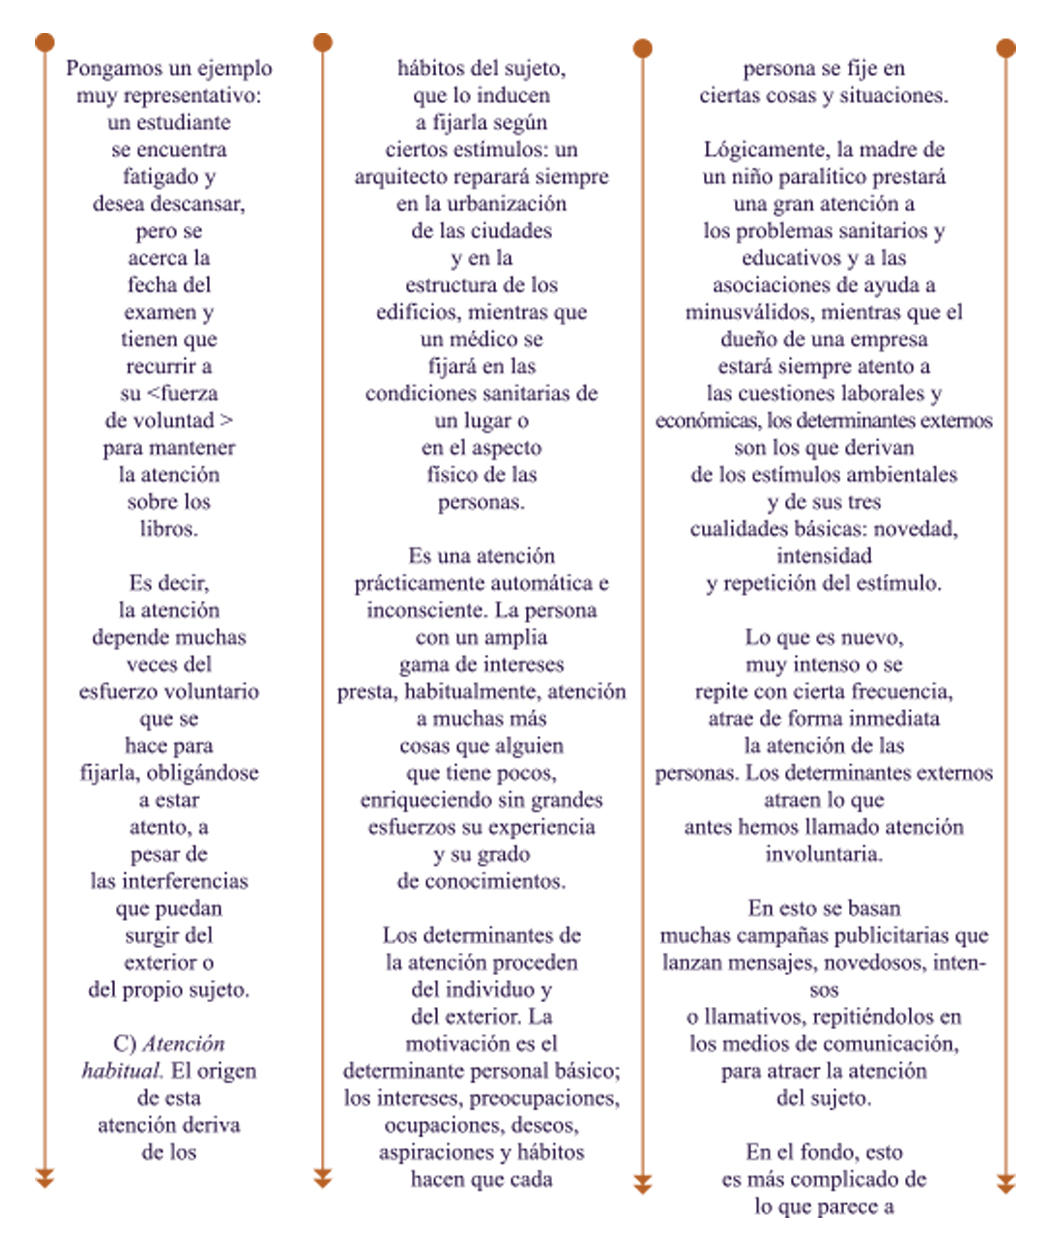 Pongamos un ejemplo
muy representativo:
un estudiante
se encuentra
fatigado y
desea descansar,
pero se
acerca la
fecha del
examen y
tienen que
recurrir a
su <fuerza
de voluntad >
para mantener
la atención
sobre los
libros.
Es decir,
la atención
depende muchas
veces del
esfuerzo voluntario
que se
hace para
fijarla, obligándose
a estar
atento, a
pesar de
las interferencias
que puedan
surgir del
exterior o
del propio sujeto.
C) Atención
habitual. El origen
de esta
atención deriva
de los
hábitos del sujeto,
que lo inducen
a fijarla según
ciertos estímulos: un
arquitecto reparará siempre
en la urbanización
de las ciudades
y en la
estructura de los
edificios, mientras que
un médico se
fijará en las
condiciones sanitarias de
un lugar o
en el aspecto
físico de las
personas.
Es una atención
prácticamente automática e
inconsciente. La persona
con un amplia
gama de intereses
presta, habitualmente, atención
a muchas más
cosas que alguien
que tiene pocos,
enriqueciendo sin grandes
esfuerzos su experiencia
y su grado
de conocimientos.
Los determinantes de
la atención proceden
del individuo y
del exterior. La
motivación es el
determinante personal básico;
los intereses, preocupaciones,
ocupaciones, deseos,
aspiraciones y hábitos
hacen que cada
persona se fije en
ciertas cosas y situaciones.
Lógicamente, la madre de
un niño paralítico prestará
una gran atención a
los problemas sanitarios y
educativos y a las
asociaciones de ayuda a
minusválidos, mientras que el
dueño de una empresa
estará siempre atento a
las cuestiones laborales y
económicas, los determinantes externos
son los que derivan
de los estímulos ambientales
y de sus tres
cualidades básicas: novedad,
intensidad
y repetición del estímulo.
Lo que es nuevo,
muy intenso o se
repite con cierta frecuencia,
atrae de forma inmediata
la atención de las
personas. Los determinantes externos
atraen lo que
antes hemos llamado atención
involuntaria.
En esto se basan
muchas campañas publicitarias que
lanzan mensajes, novedosos, inten-
sos
o llamativos, repitiéndolos en
los medios de comunicación,
para atraer la atención
del sujeto.
En el fondo, esto
es más complicado de
lo que parece a